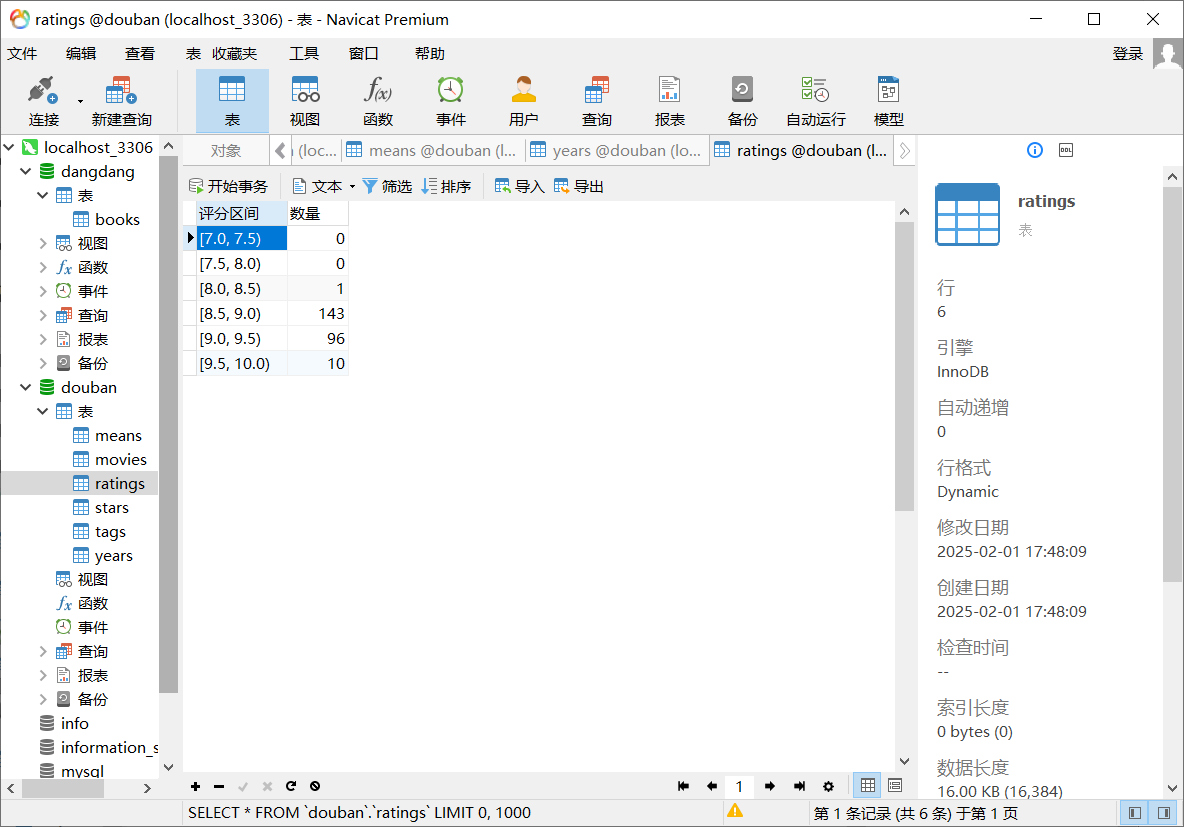 ratings @douban (localhost_3306) - 表 - Navicat Premium
文件 编辑 查看 表 收藏夹 工具 窗口 帮助 登录
连接 新建查询 表 视图 函数 事件 用户 查询 报表 备份 自动运行 模型
localhost_3306
dangdang
表
books
视图
函数
事件
查询
报表
备份
douban
表
means
movies
ratings
stars
tags
years
视图
函数
事件
查询
报表
备份
info
information_s
mysql
对象 (loc... means @douban (l... years @douban (lo... ratings @douban (l...
开始事务 文本 筛选 排序 导入 导出
评分区间 数量
[7.0, 7.5) 0
[7.5, 8.0) 0
[8.0, 8.5) 1
[8.5, 9.0) 143
[9.0, 9.5) 96
[9.5, 10.0) 10
DDL
ratings
表
行
6
引擎
InnoDB
自动递增
0
行格式
Dynamic
修改日期
2025-02-01 17:48:09
创建日期
2025-02-01 17:48:09
检查时间
--
索引长度
0 bytes (0)
数据长度
16.00 KB (16,384)
1
SELECT * FROM `douban`.`ratings` LIMIT 0, 1000
第 1 条记录 (共 6 条) 于第 1 页